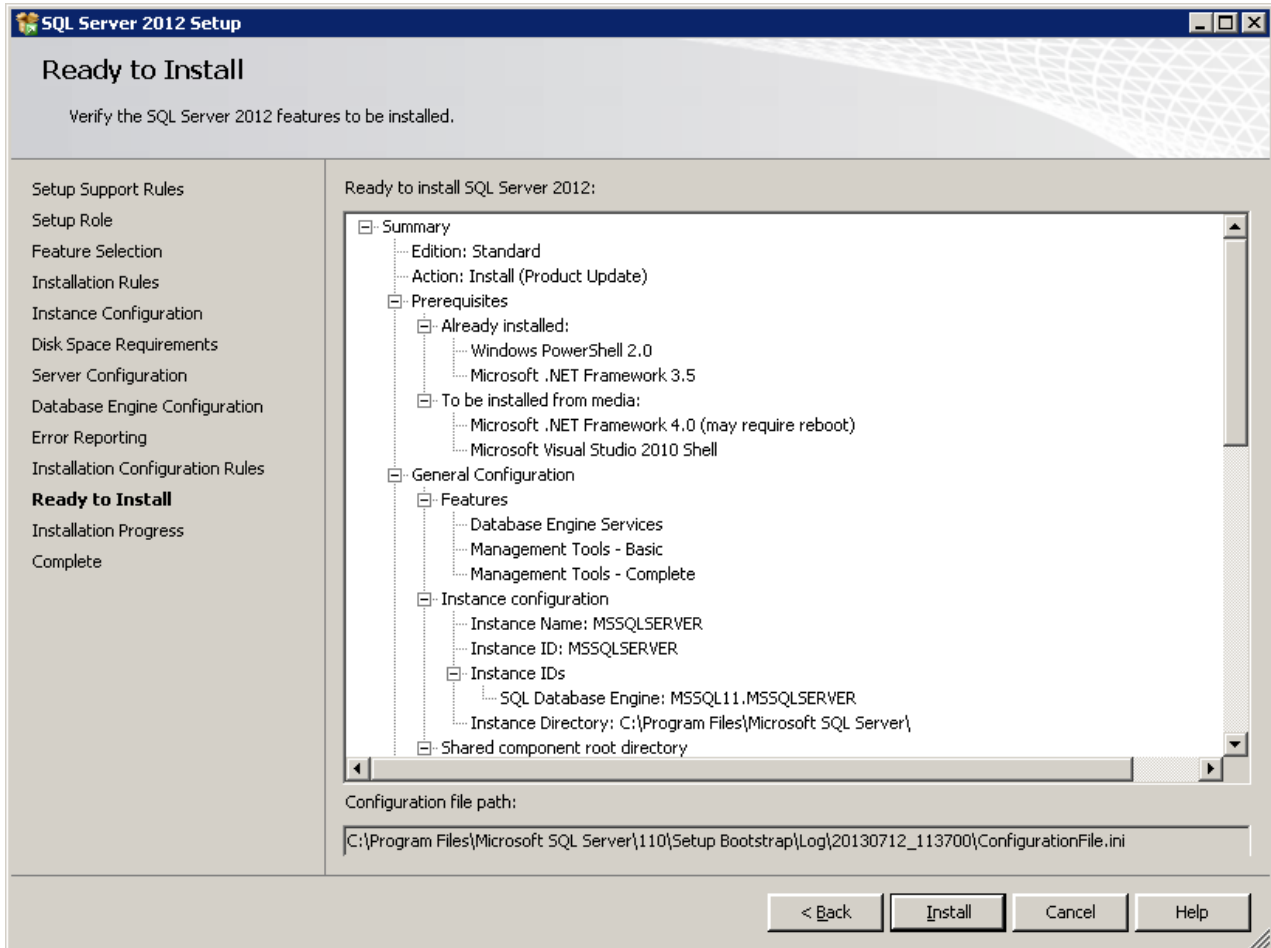 SQL Server 2012 Setup
Ready to Install
Verify the SQL Server 2012 features to be installed.
Setup Support Rules
Setup Role
Feature Selection
Installation Rules
Instance Configuration
Disk Space Requirements
Server Configuration
Database Engine Configuration
Error Reporting
Installation Configuration Rules
Ready to Install
Installation Progress
Complete
Ready to install SQL Server 2012:
Summary
Edition: Standard
Action: Install (Product Update)
Prerequisites
Already installed:
Windows PowerShell 2.0
Microsoft .NET Framework 3.5
To be installed from media:
Microsoft .NET Framework 4.0 (may require reboot)
Microsoft Visual Studio 2010 Shell
General Configuration
Features
Database Engine Services
Management Tools - Basic
Management Tools - Complete
Instance configuration
Instance Name: MSSQLSERVER
Instance ID: MSSQLSERVER
Instance IDs
SQL Database Engine: MSSQL11.MSSQLSERVER
Instance Directory: C:\Program Files\Microsoft SQL Server\
Shared component root directory
Configuration file path:
C:\Program Files\Microsoft SQL Server\110\Setup Bootstrap\Log\20130712_113700\ConfigurationFile.ini
< Back
Install
Cancel
Help